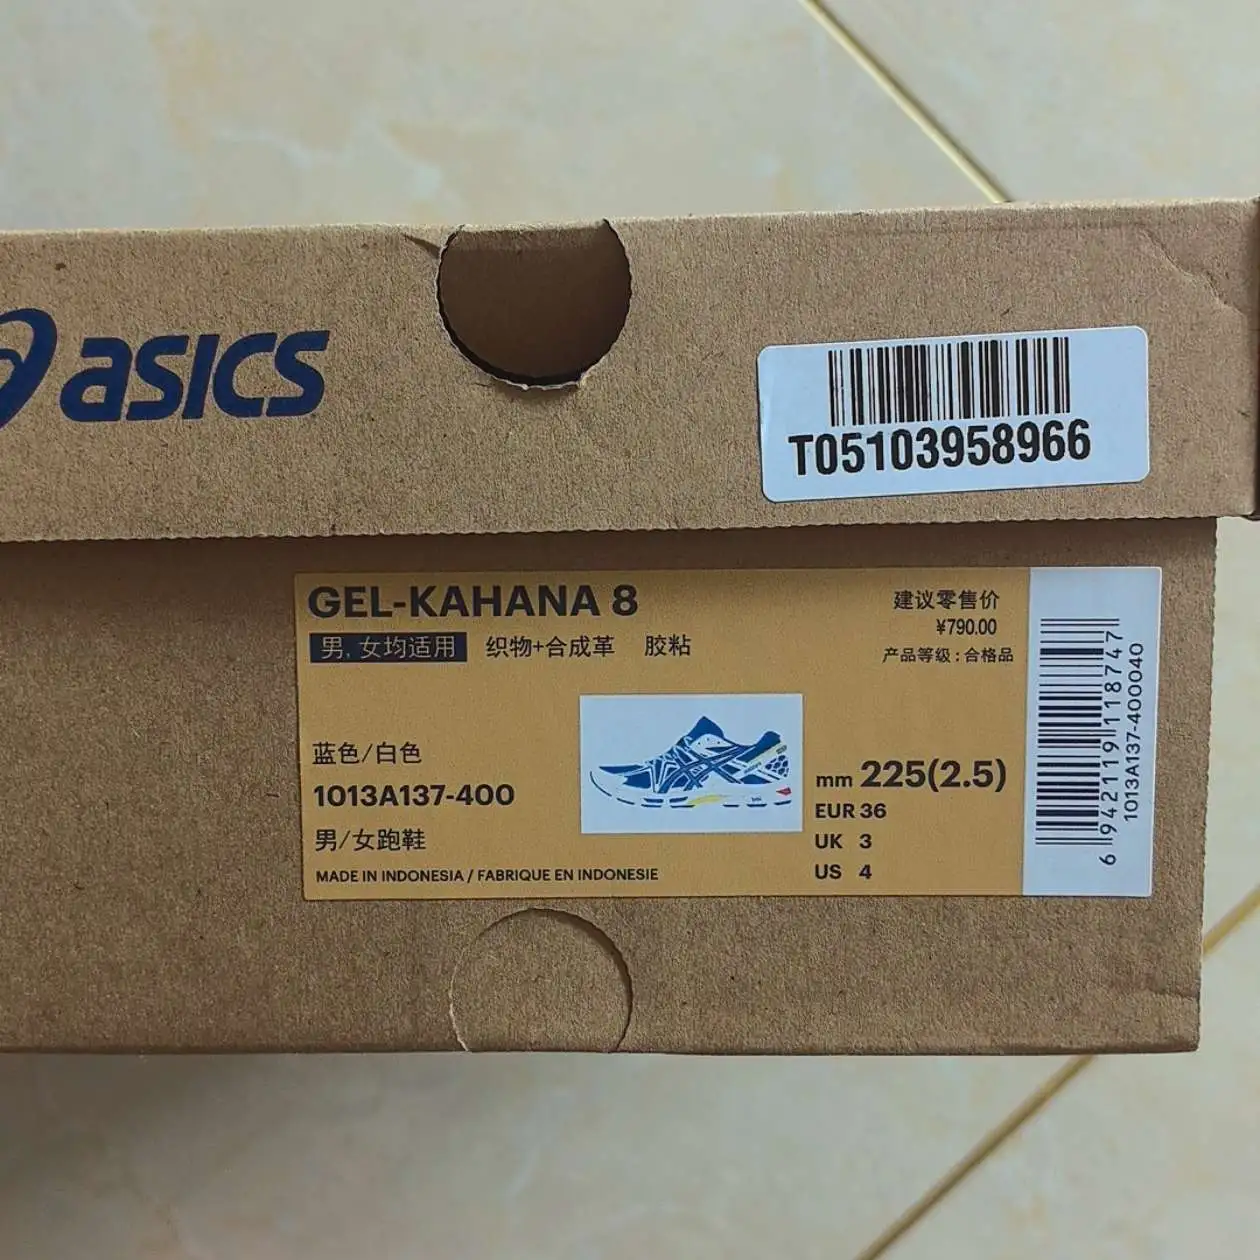 asics
T05103958966
GEL-KAHANA 8
男, 女均适用 织物+合成革 胶粘
建议零售价
¥790.00
产品等级：合格品
蓝色/白色
1013A137-400
男/女跑鞋
MADE IN INDONESIA / FABRIQUE EN INDONESIE
mm 225(2.5)
EUR 36
UK 3
US 4
6 942119 118747
1013A137-400040